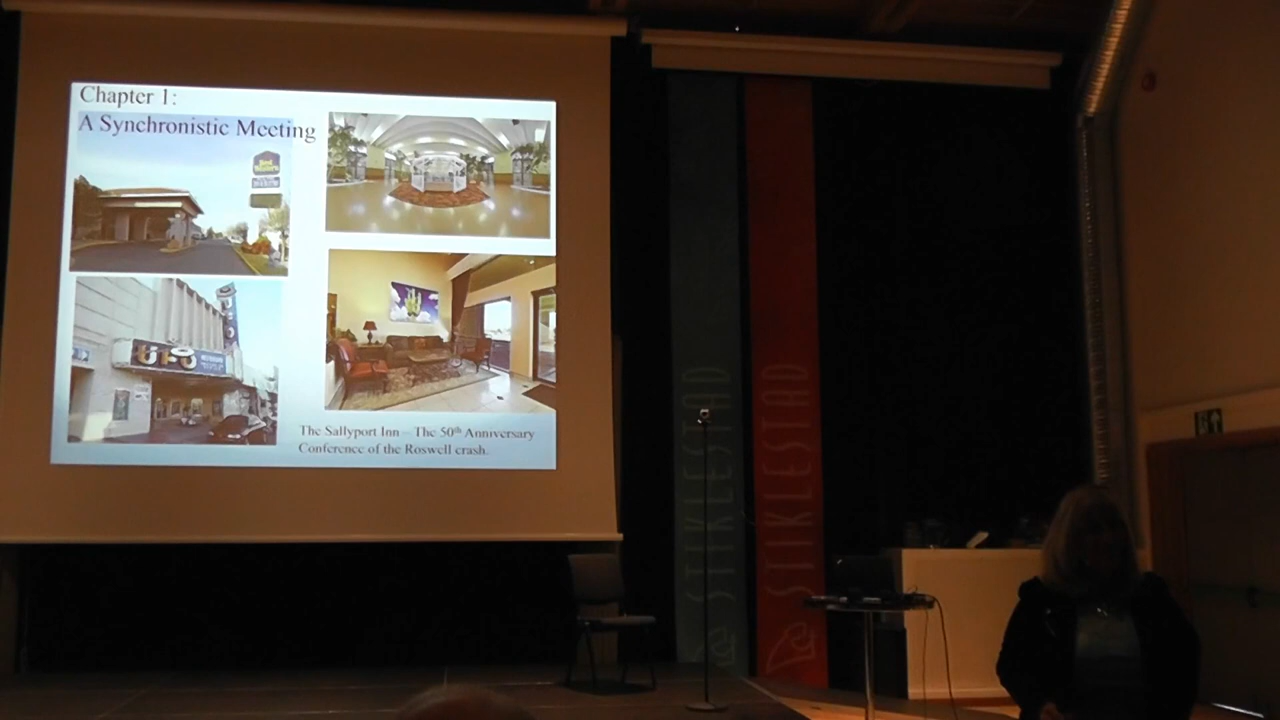 Chapter 1:
A Synchronistic Meeting
Best
Western
UFO
The Sallyport Inn – The 50th Anniversary
Conference of the Roswell crash.
STIKLESTAD
STIKLESTAD